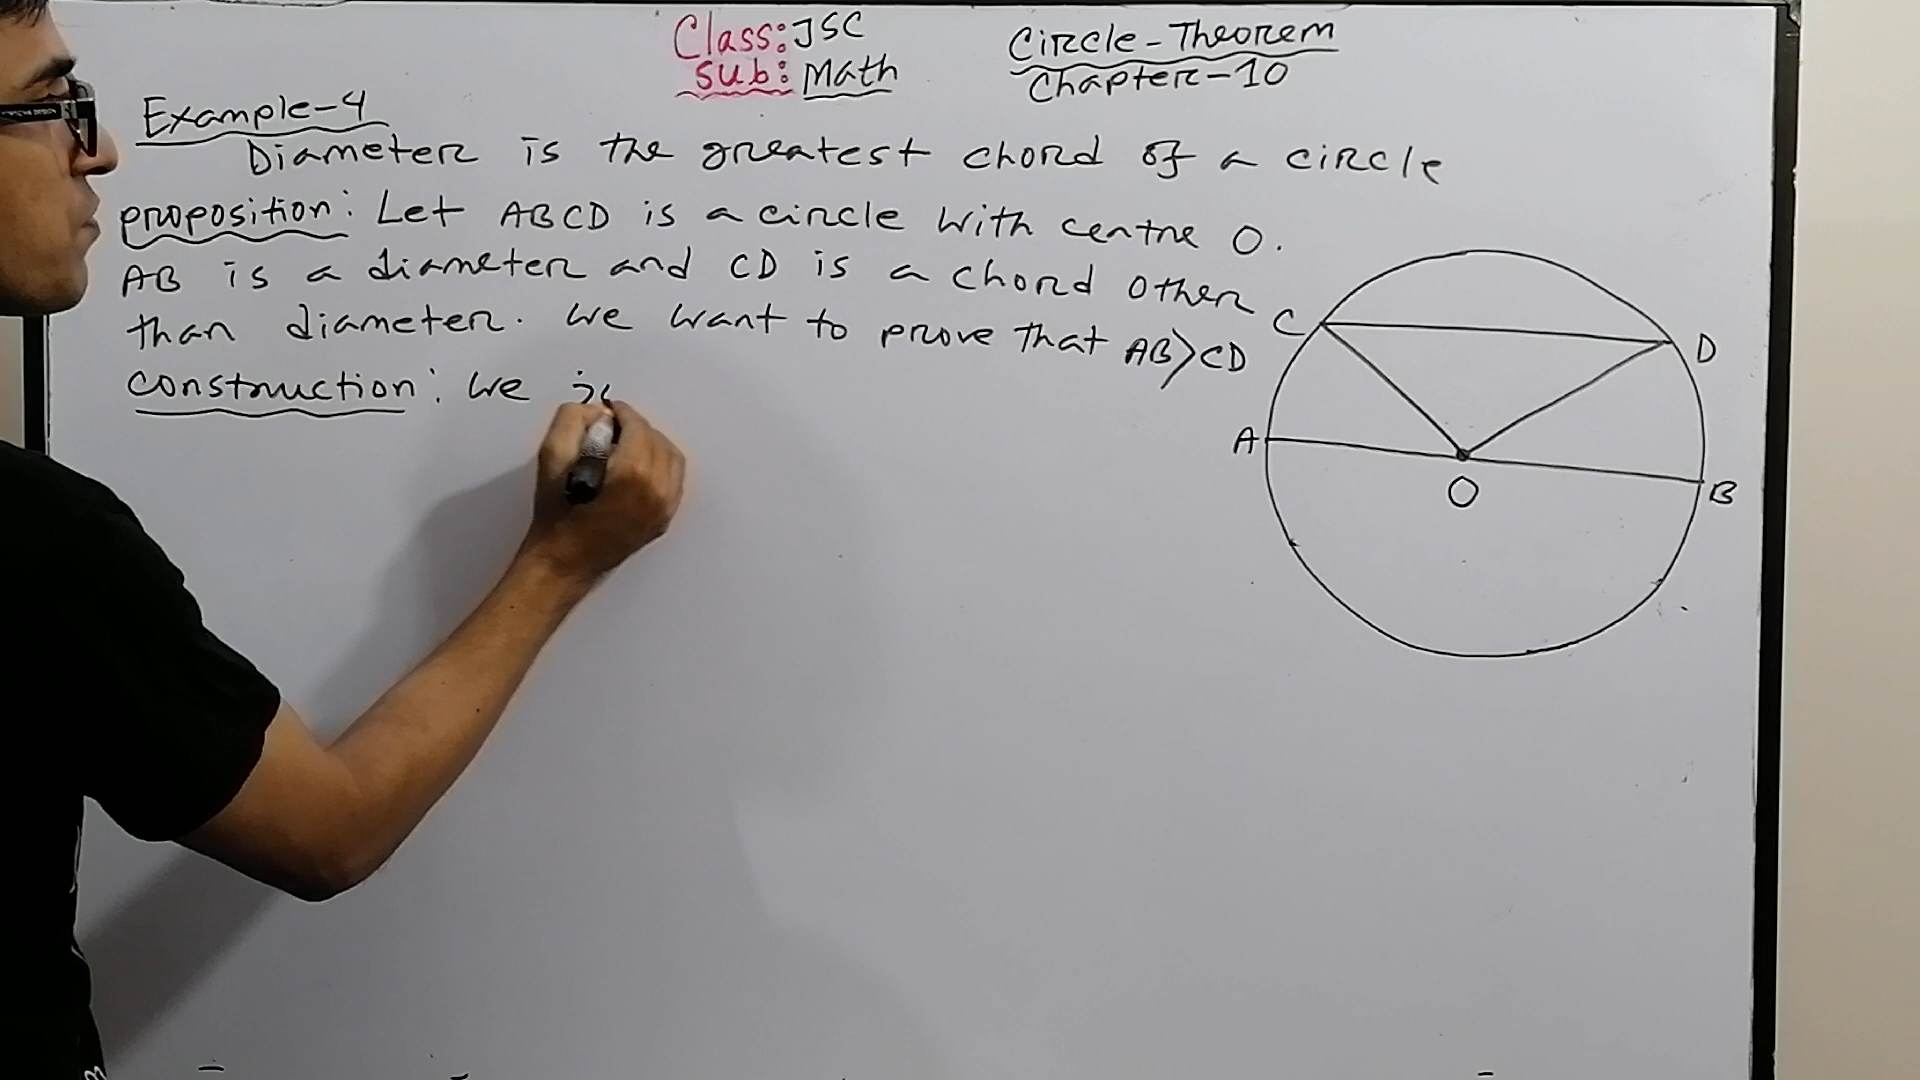 Class: JSC
Sub: Math
Circle-Theorem
Chapter-10
Example-4
Diameter is the greatest chord of a circle
proposition: Let ABCD is a circle with centre O.
AB is a diameter and CD is a chord other
than diameter. We want to prove that AB>CD
construction: We jo
C
D
A
B
O